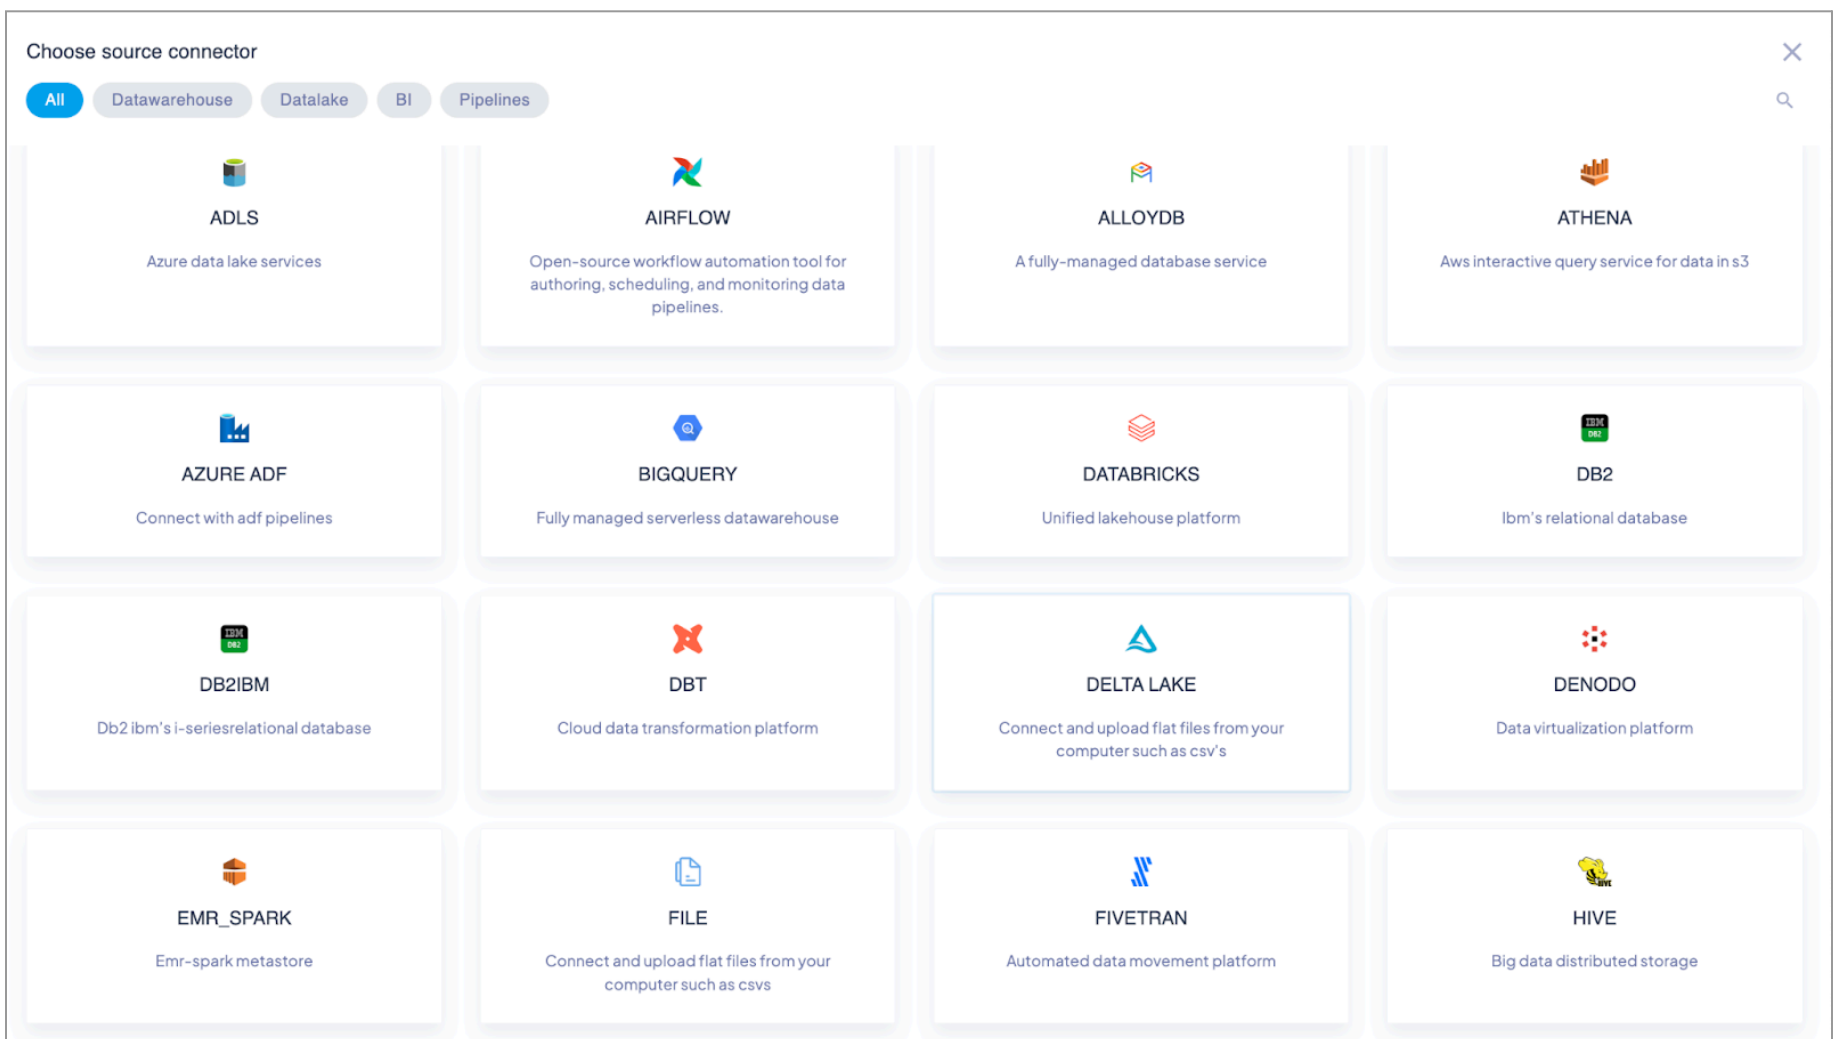 Choose source connector
All
Datawarehouse
Datalake
BI
Pipelines
ADLS
Azure data lake services
AIRFLOW
Open-source workflow automation tool for
authoring, scheduling, and monitoring data
pipelines.
ALLOYDB
A fully-managed database service
ATHENA
Aws interactive query service for data in s3
AZURE ADF
Connect with adf pipelines
BIGQUERY
Fully managed serverless datawarehouse
DATABRICKS
Unified lakehouse platform
IBM
DB2
DB2
Ibm's relational database
IBM
DB2
DB2IBM
Db2 ibm's i-seriesrelational database
DBT
Cloud data transformation platform
DELTA LAKE
Connect and upload flat files from your
computer such as csv's
DENODO
Data virtualization platform
EMR_SPARK
Emr-spark metastore
FILE
Connect and upload flat files from your
computer such as csvs
FIVETRAN
Automated data movement platform
HIVE
HIVE
Big data distributed storage